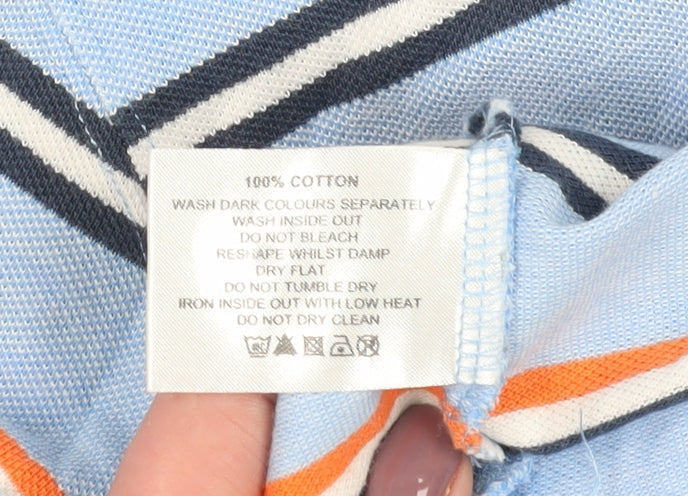 100% COTTON
WASH DARK COLOURS SEPARATELY
WASH INSIDE OUT
DO NOT BLEACH
RESHAPE WHILST DAMP
DRY FLAT
DO NOT TUMBLE DRY
IRON INSIDE OUT WITH LOW HEAT
DO NOT DRY CLEAN